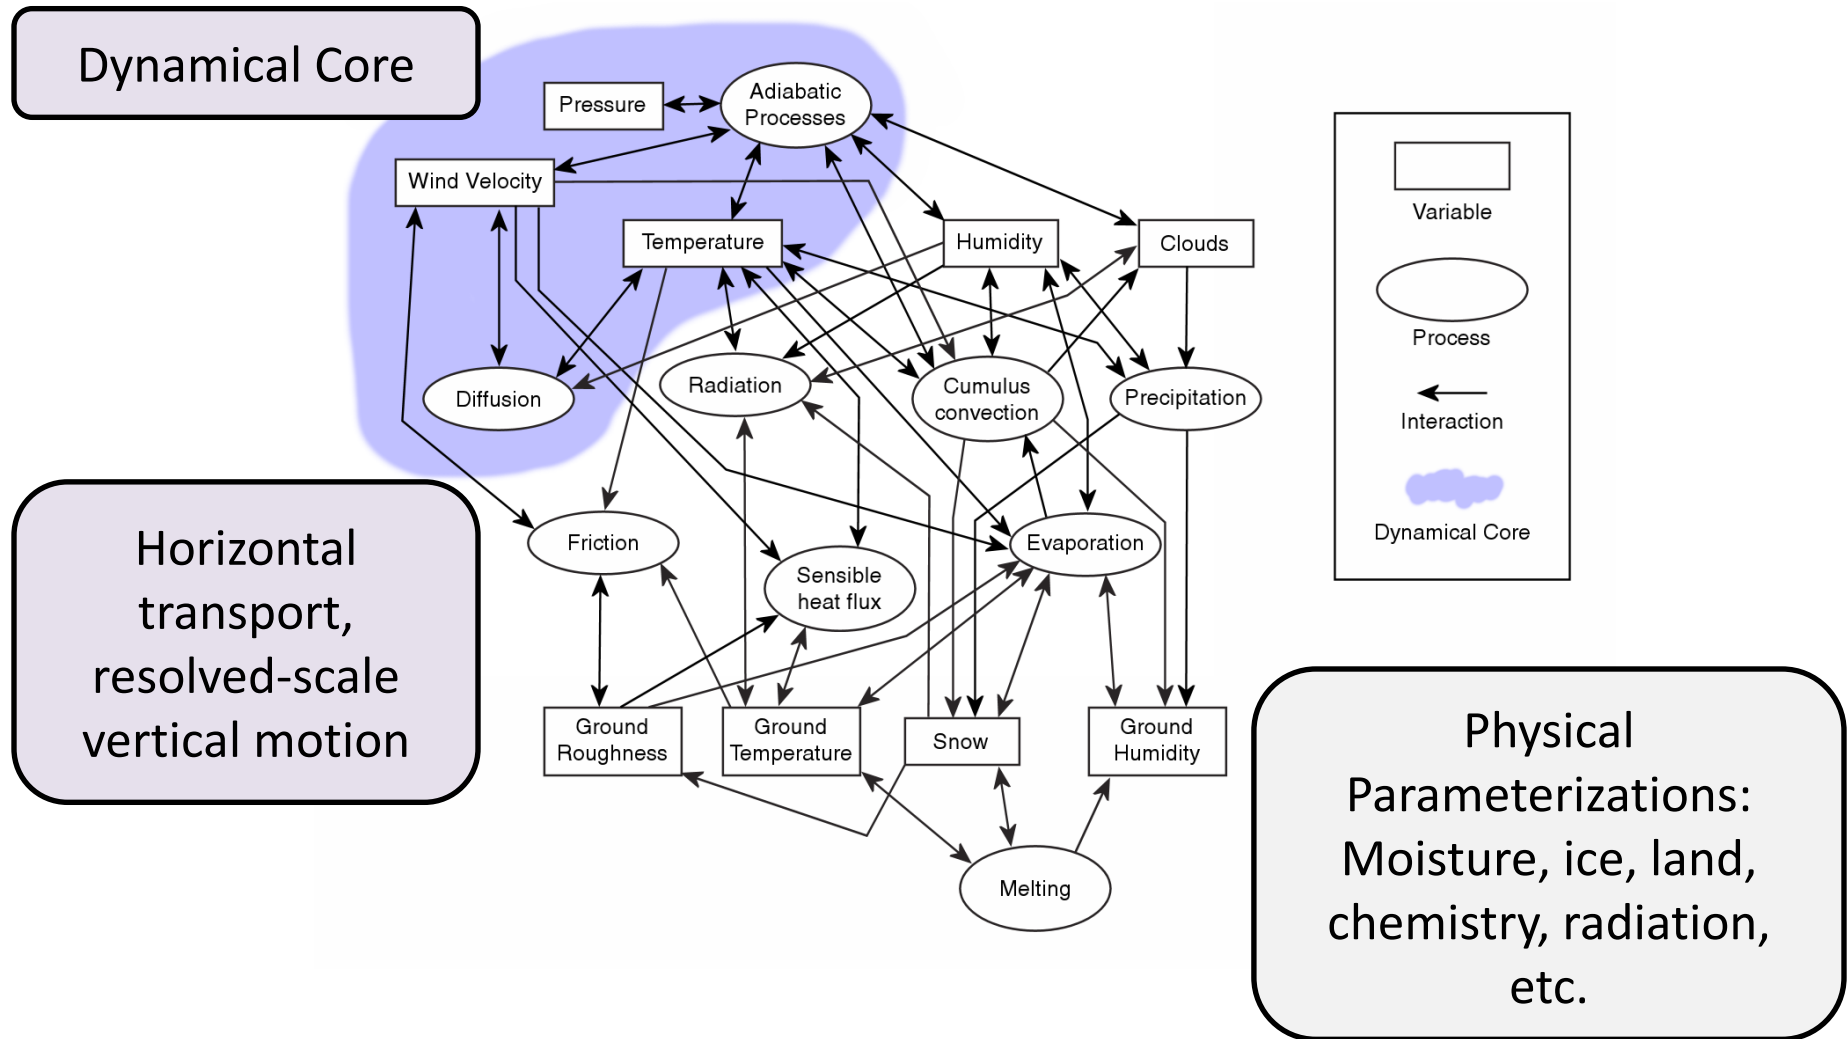 Dynamical Core
Pressure
Adiabatic
Processes
Wind Velocity
Temperature
Humidity
Clouds
Diffusion
Radiation
Cumulus
convection
Precipitation
Friction
Sensible
heat flux
Evaporation
Ground
Roughness
Ground
Temperature
Snow
Ground
Humidity
Melting
Variable
Process
Interaction
Dynamical Core
Horizontal
transport,
resolved-scale
vertical motion
Physical
Parameterizations:
Moisture, ice, land,
chemistry, radiation,
etc.